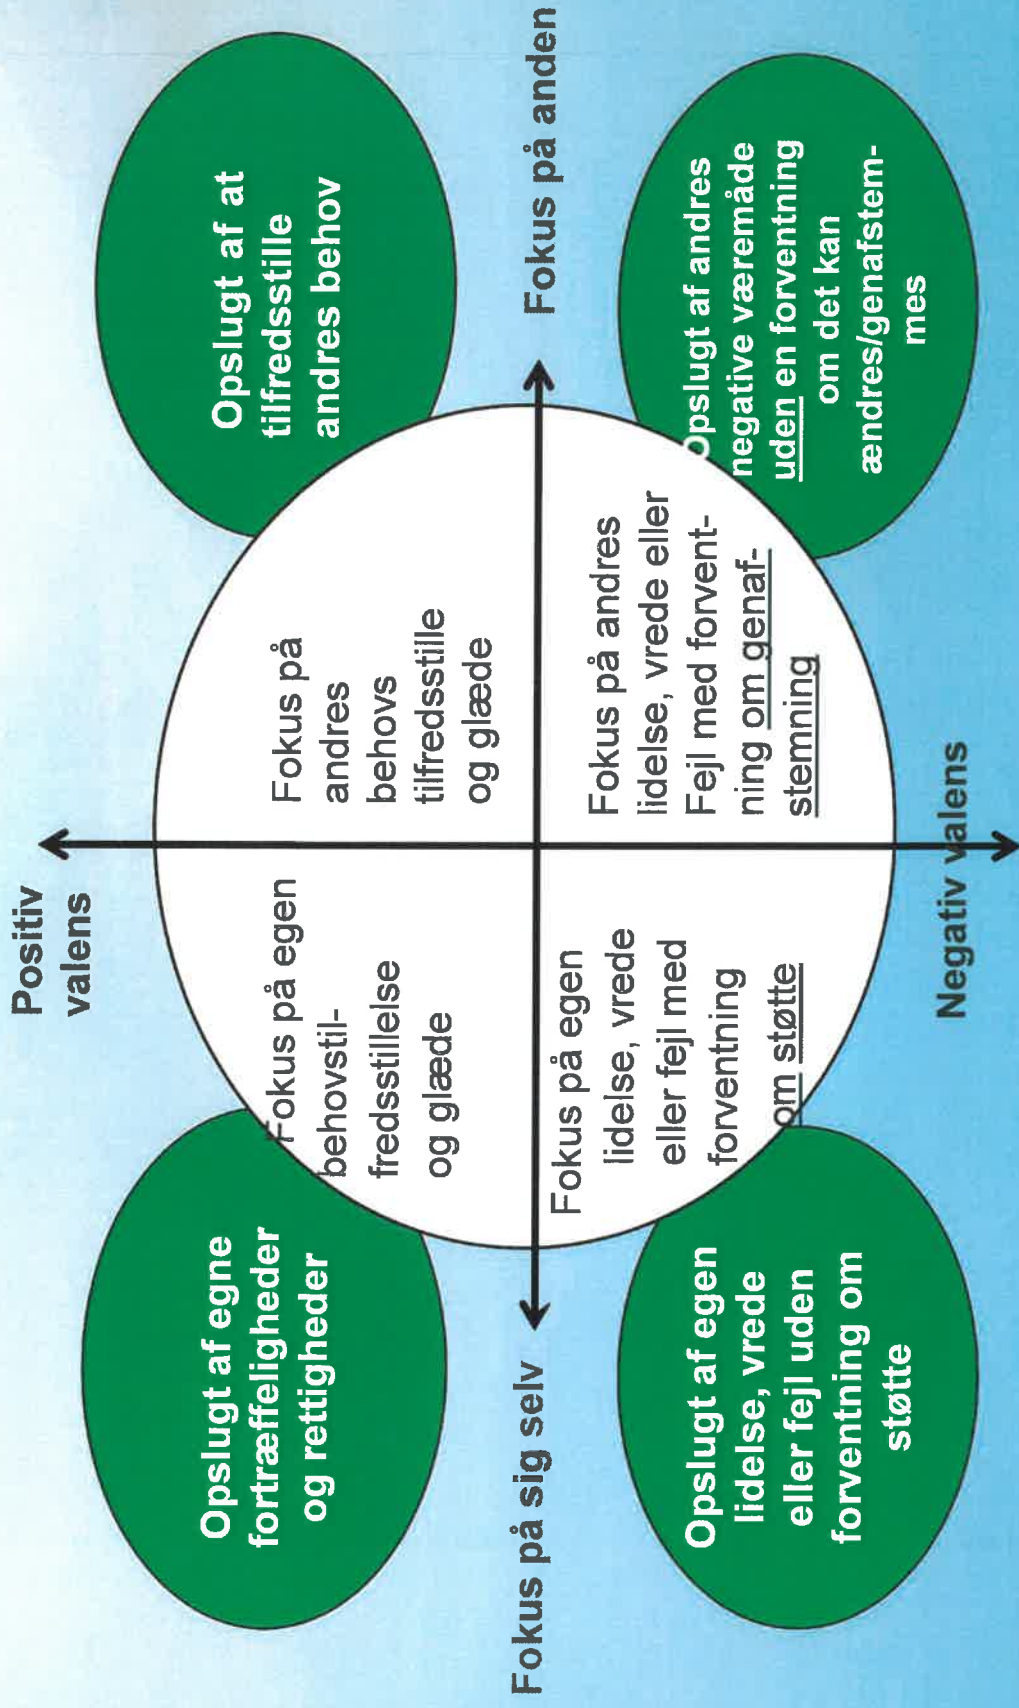 Positiv
valens
Opslugt af egne
fortræffeligheder
og rettigheder
Fokus på egen
behovstil-
fredsstillelse
og glæde
Fokus på
andres
behovs
tilfredsstille
og glæde
Opslugt af at
tilfredsstille
andres behov
Fokus på sig selv
Fokus på anden
Opslugt af egen
lidelse, vrede
eller fejl uden
forventning om
støtte
Fokus på egen
lidelse, vrede
eller fejl med
forventning
om støtte
Fokus på andres
lidelse, vrede eller
Fejl med forvent-
ning om genaf-
stemning
Opslugt af andres
negative væremåde
uden en forventning
om det kan
ændres/genafstem-
mes
Negativ valens